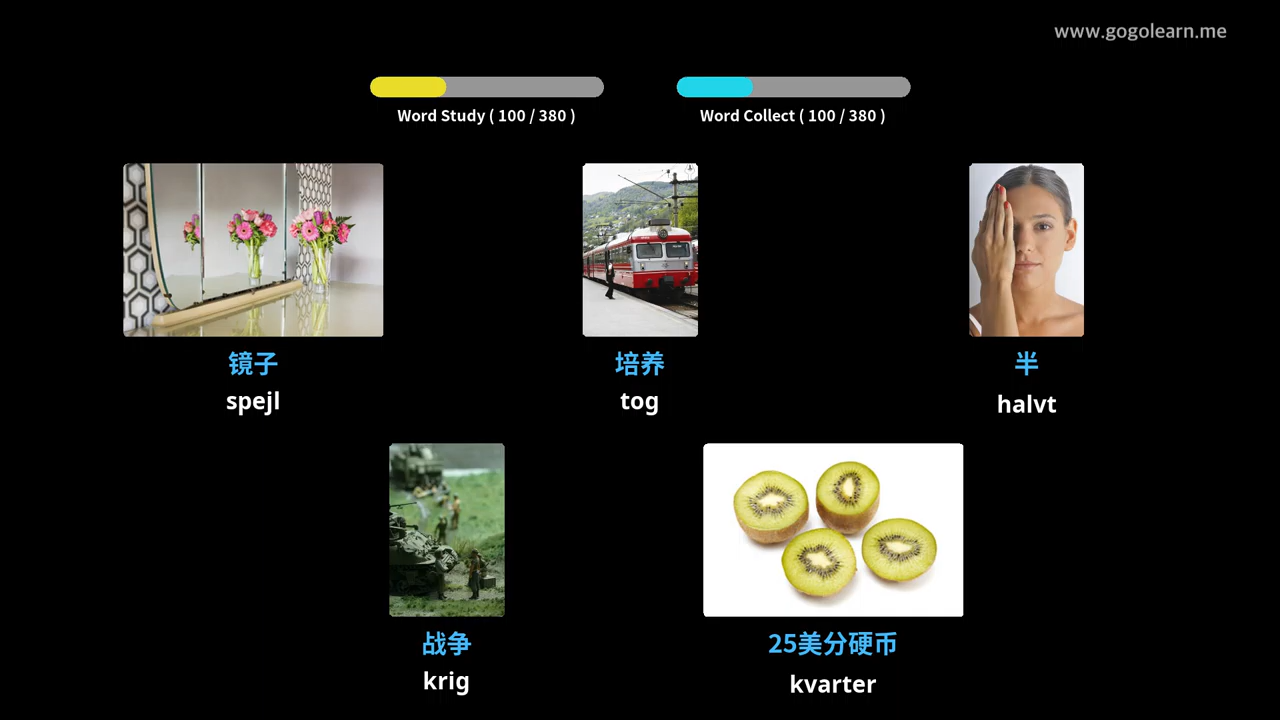 www.gogolearn.me
Word Study ( 100 / 380 )
Word Collect ( 100 / 380 )
镜子
spejl
培养
tog
半
halvt
战争
krig
25美分硬币
kvarter